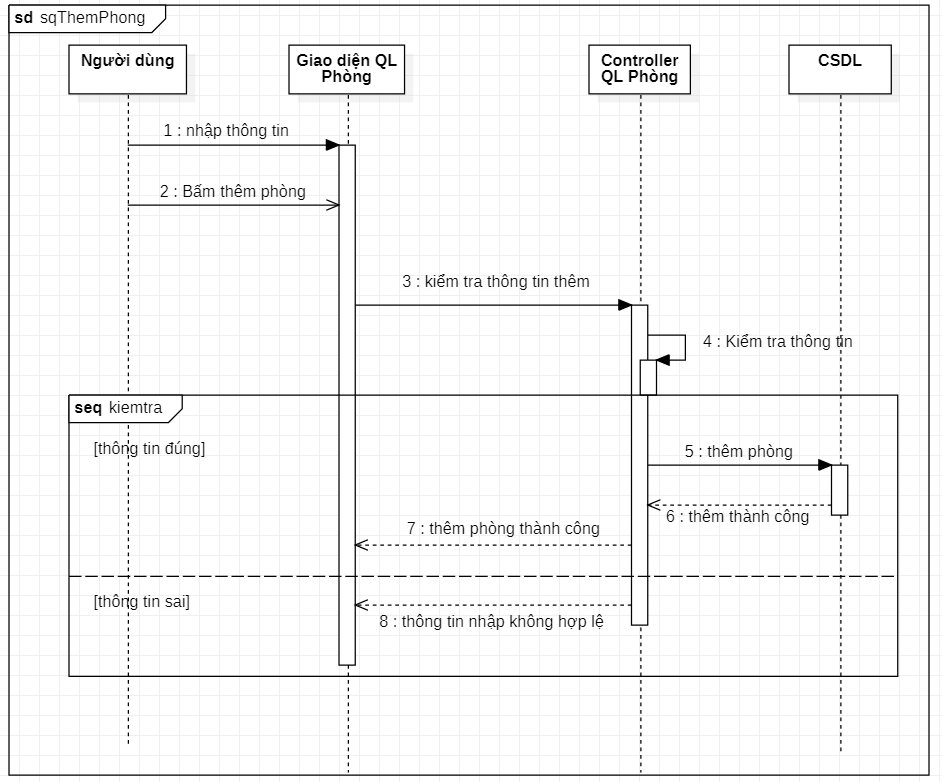 sd sqThemPhong
Người dùng
Giao diện QL
Phòng
Controller
QL Phòng
CSDL
1 : nhập thông tin
2 : Bấm thêm phòng
3 : kiểm tra thông tin thêm
4 : Kiểm tra thông tin
seq kiemtra
[thông tin đúng]
5 : thêm phòng
6 : thêm thành công
7 : thêm phòng thành công
[thông tin sai]
8 : thông tin nhập không hợp lệ